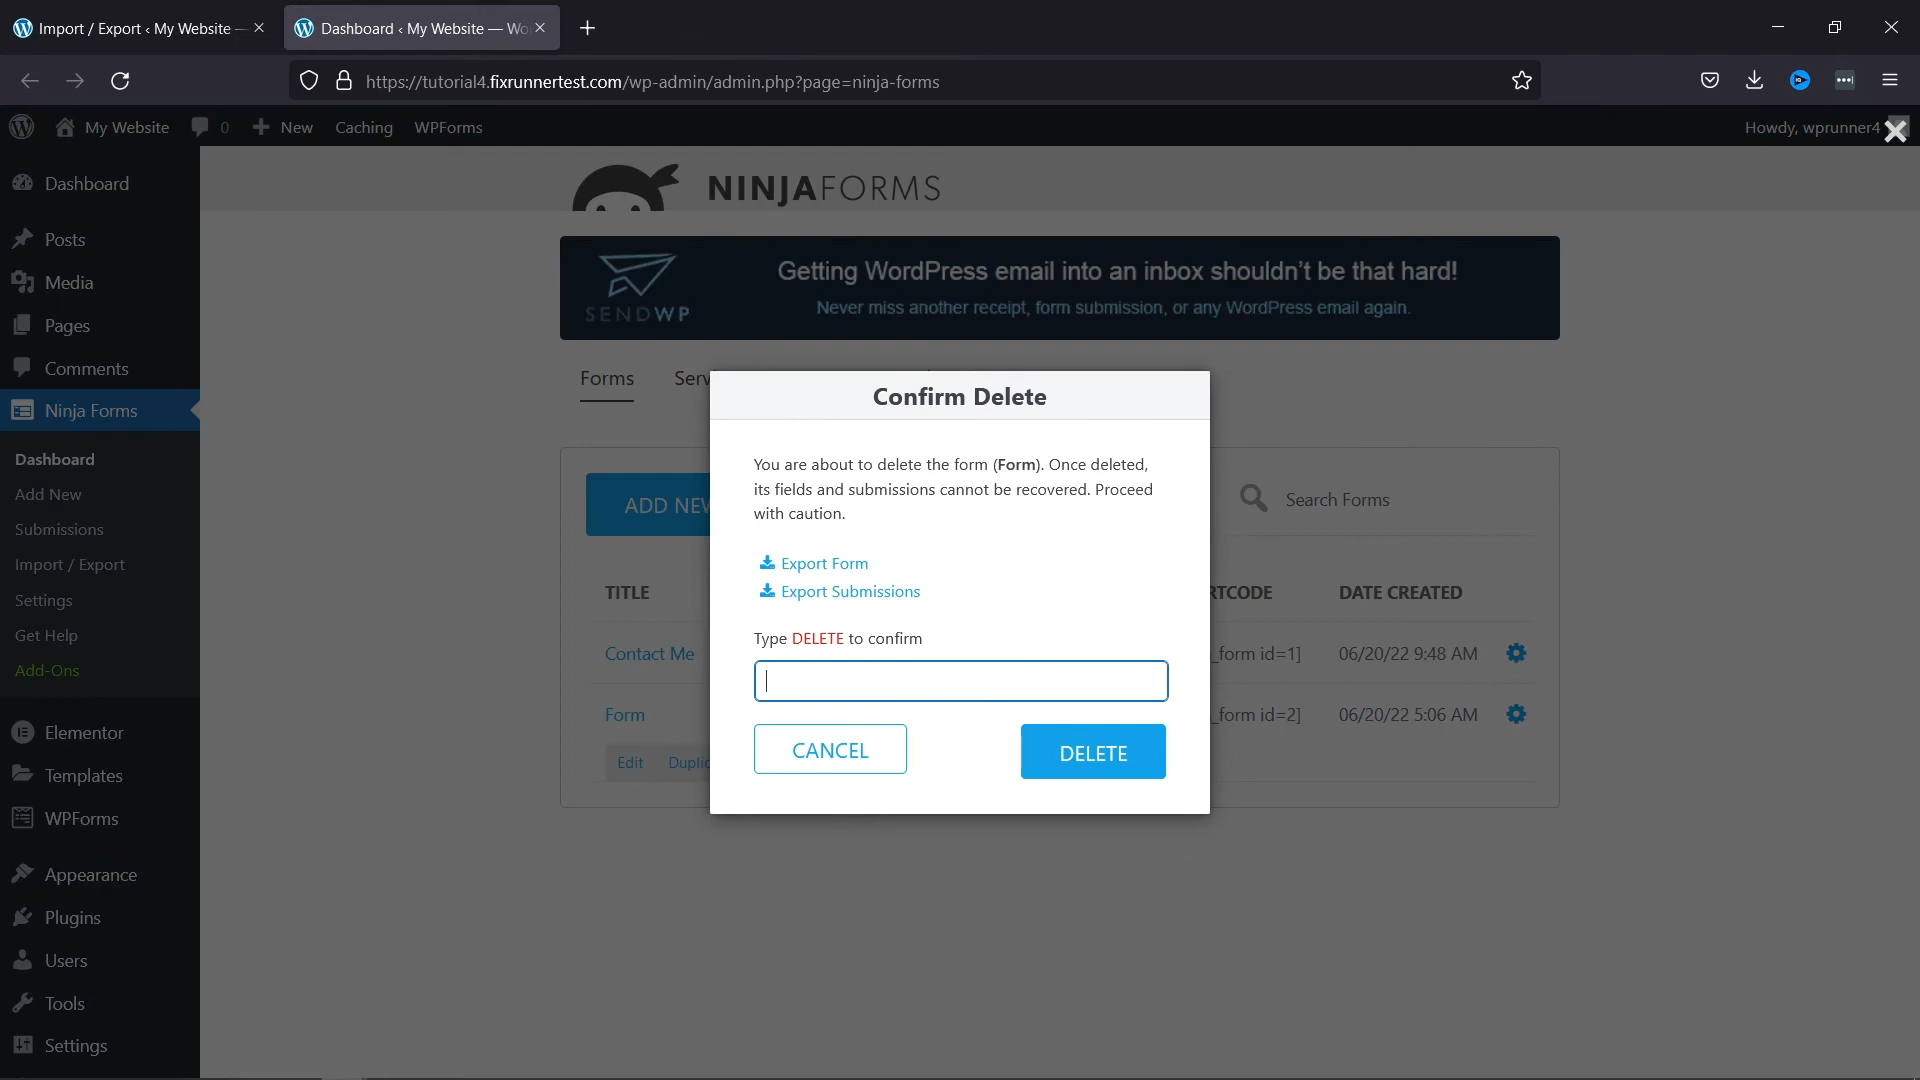 Import / Export ‹ My Website —
Dashboard ‹ My Website — Wo
https://tutorial4.fixrunnertest.com/wp-admin/admin.php?page=ninja-forms
My Website
0
New
Caching
WPForms
Howdy, wprunner4
Dashboard
Posts
Media
Pages
Comments
Ninja Forms
Dashboard
Add New
Submissions
Import / Export
Settings
Get Help
Add-Ons
Elementor
Templates
WPForms
Appearance
Plugins
Users
Tools
Settings
NINJAFORMS
SENDWP
Getting WordPress email into an inbox shouldn't be that hard!
Never miss another receipt, form submission, or any WordPress email again.
Forms
Serv
ADD NEW
Search Forms
TITLE
RTCODE
DATE CREATED
Contact Me
_form id=1]
06/20/22 9:48 AM
Form
_form id=2]
06/20/22 5:06 AM
Edit
Duplic
Confirm Delete
You are about to delete the form (Form). Once deleted,
its fields and submissions cannot be recovered. Proceed
with caution.
Export Form
Export Submissions
Type DELETE to confirm
CANCEL
DELETE